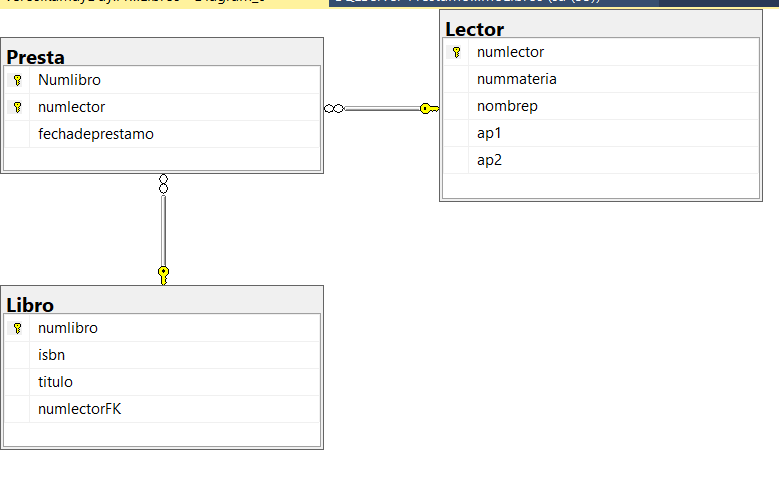 Lector
numlector
nummateria
nombrep
ap1
ap2
Presta
Numlibro
numlector
fechadeprestamo
Libro
numlibro
isbn
titulo
numlectorFK